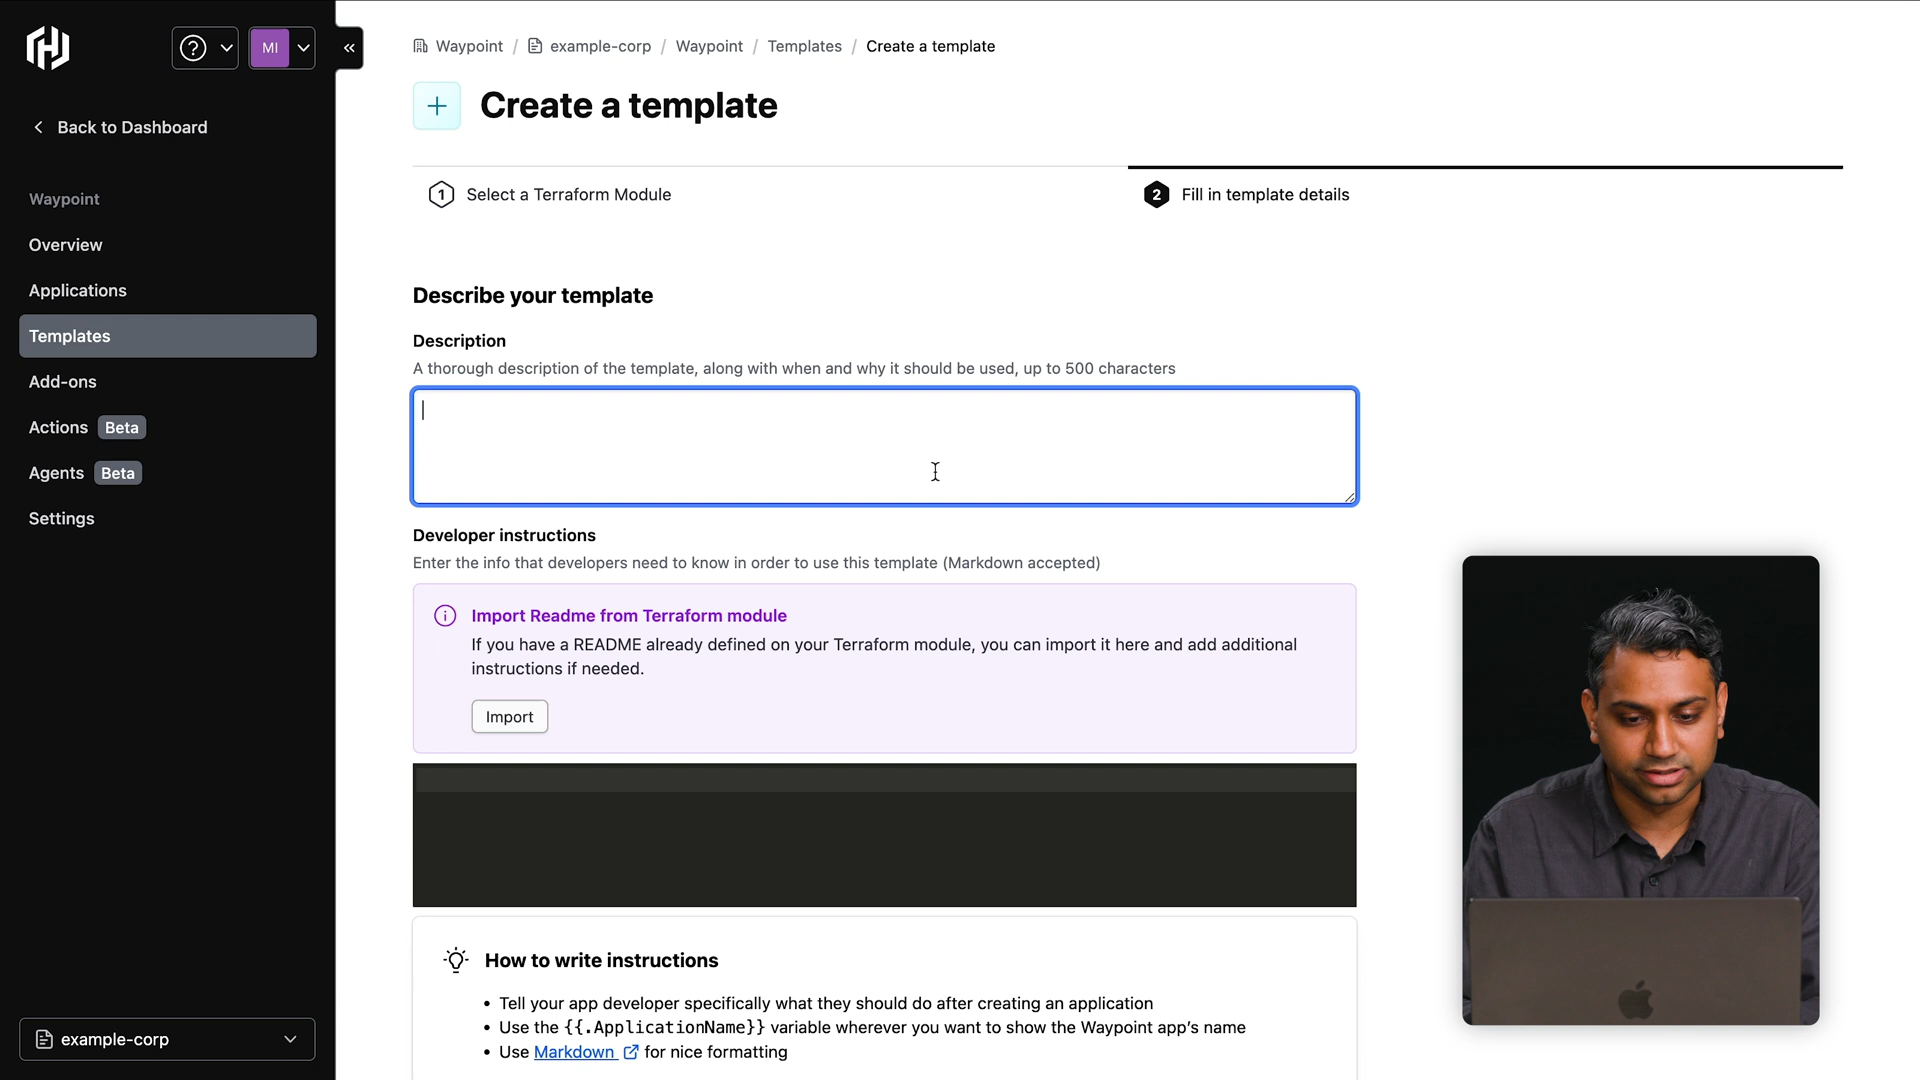 MI
«
Waypoint / example-corp / Waypoint / Templates / Create a template
Back to Dashboard
Create a template
1 Select a Terraform Module
2 Fill in template details
Waypoint
Overview
Applications
Templates
Add-ons
Actions Beta
Agents Beta
Settings
Describe your template
Description
A thorough description of the template, along with when and why it should be used, up to 500 characters
Developer instructions
Enter the info that developers need to know in order to use this template (Markdown accepted)
Import Readme from Terraform module
If you have a README already defined on your Terraform module, you can import it here and add additional
instructions if needed.
Import
How to write instructions
• Tell your app developer specifically what they should do after creating an application
• Use the {{.ApplicationName}} variable wherever you want to show the Waypoint app’s name
• Use Markdown for nice formatting
example-corp